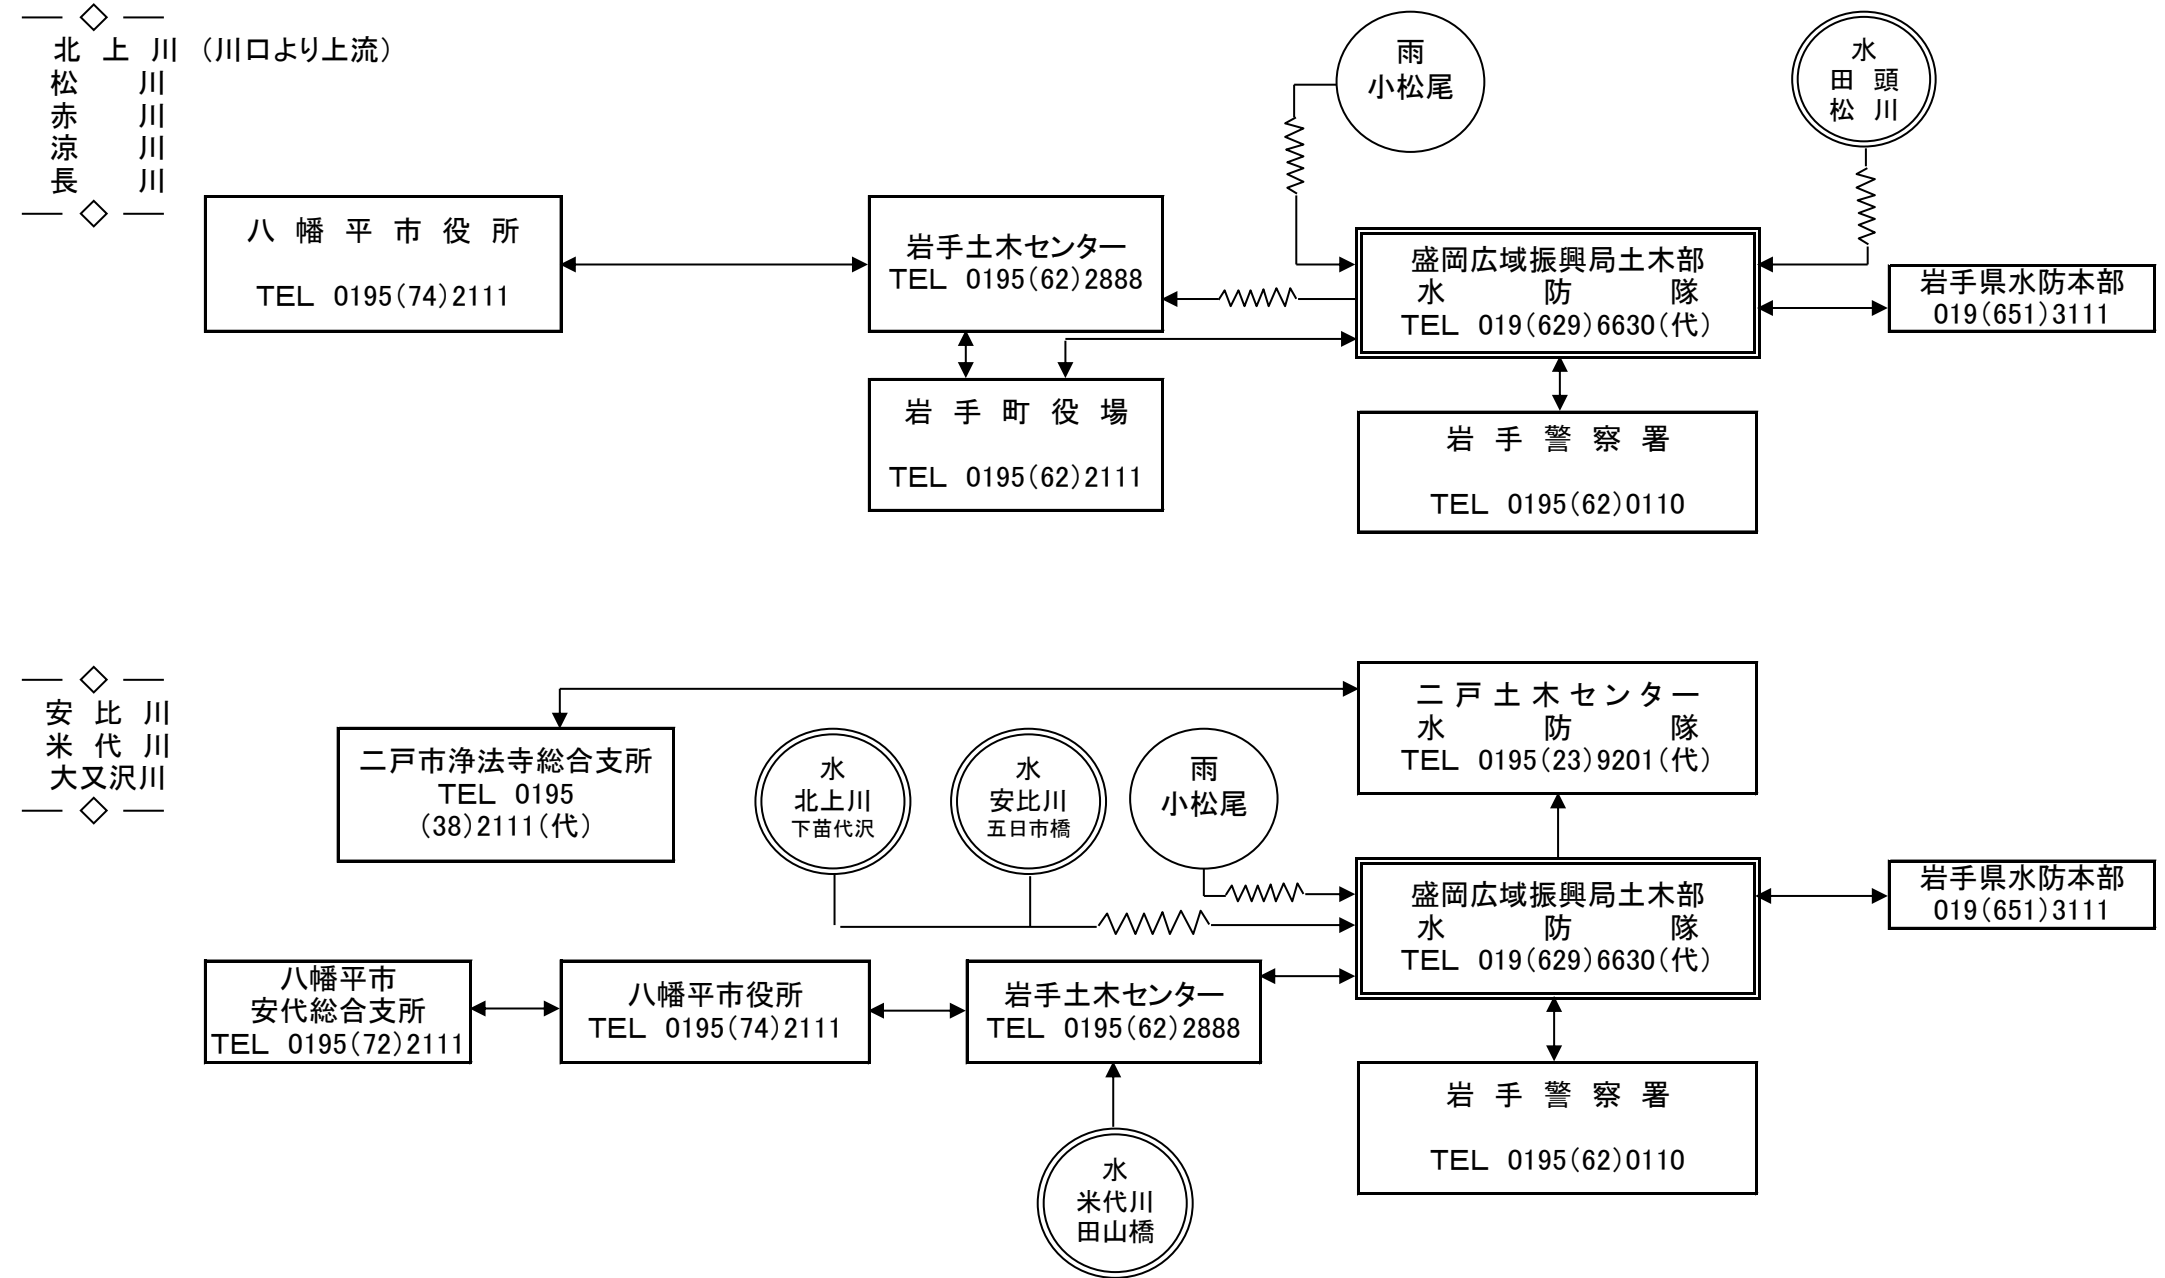 北上川（川口より上流）
松川
赤川
涼川
長川
雨
小松尾
水
田頭
松川
八幡平市役所
TEL 0195(74)2111
岩手土木センター
TEL 0195(62)2888
盛岡広域振興局土木部
水防隊
TEL 019(629)6630(代)
岩手県水防本部
019(651)3111
岩手町役場
TEL 0195(62)2111
岩手警察署
TEL 0195(62)0110
安比川
米代川
大又沢川
二戸市浄法寺総合支所
TEL 0195
(38)2111(代)
水
北上川
下苗代沢
水
安比川
五日市橋
雨
小松尾
二戸土木センター
水防隊
TEL 0195(23)9201(代)
盛岡広域振興局土木部
水防隊
TEL 019(629)6630(代)
岩手県水防本部
019(651)3111
八幡平市
安代総合支所
TEL 0195(72)2111
八幡平市役所
TEL 0195(74)2111
岩手土木センター
TEL 0195(62)2888
岩手警察署
TEL 0195(62)0110
水
米代川
田山橋